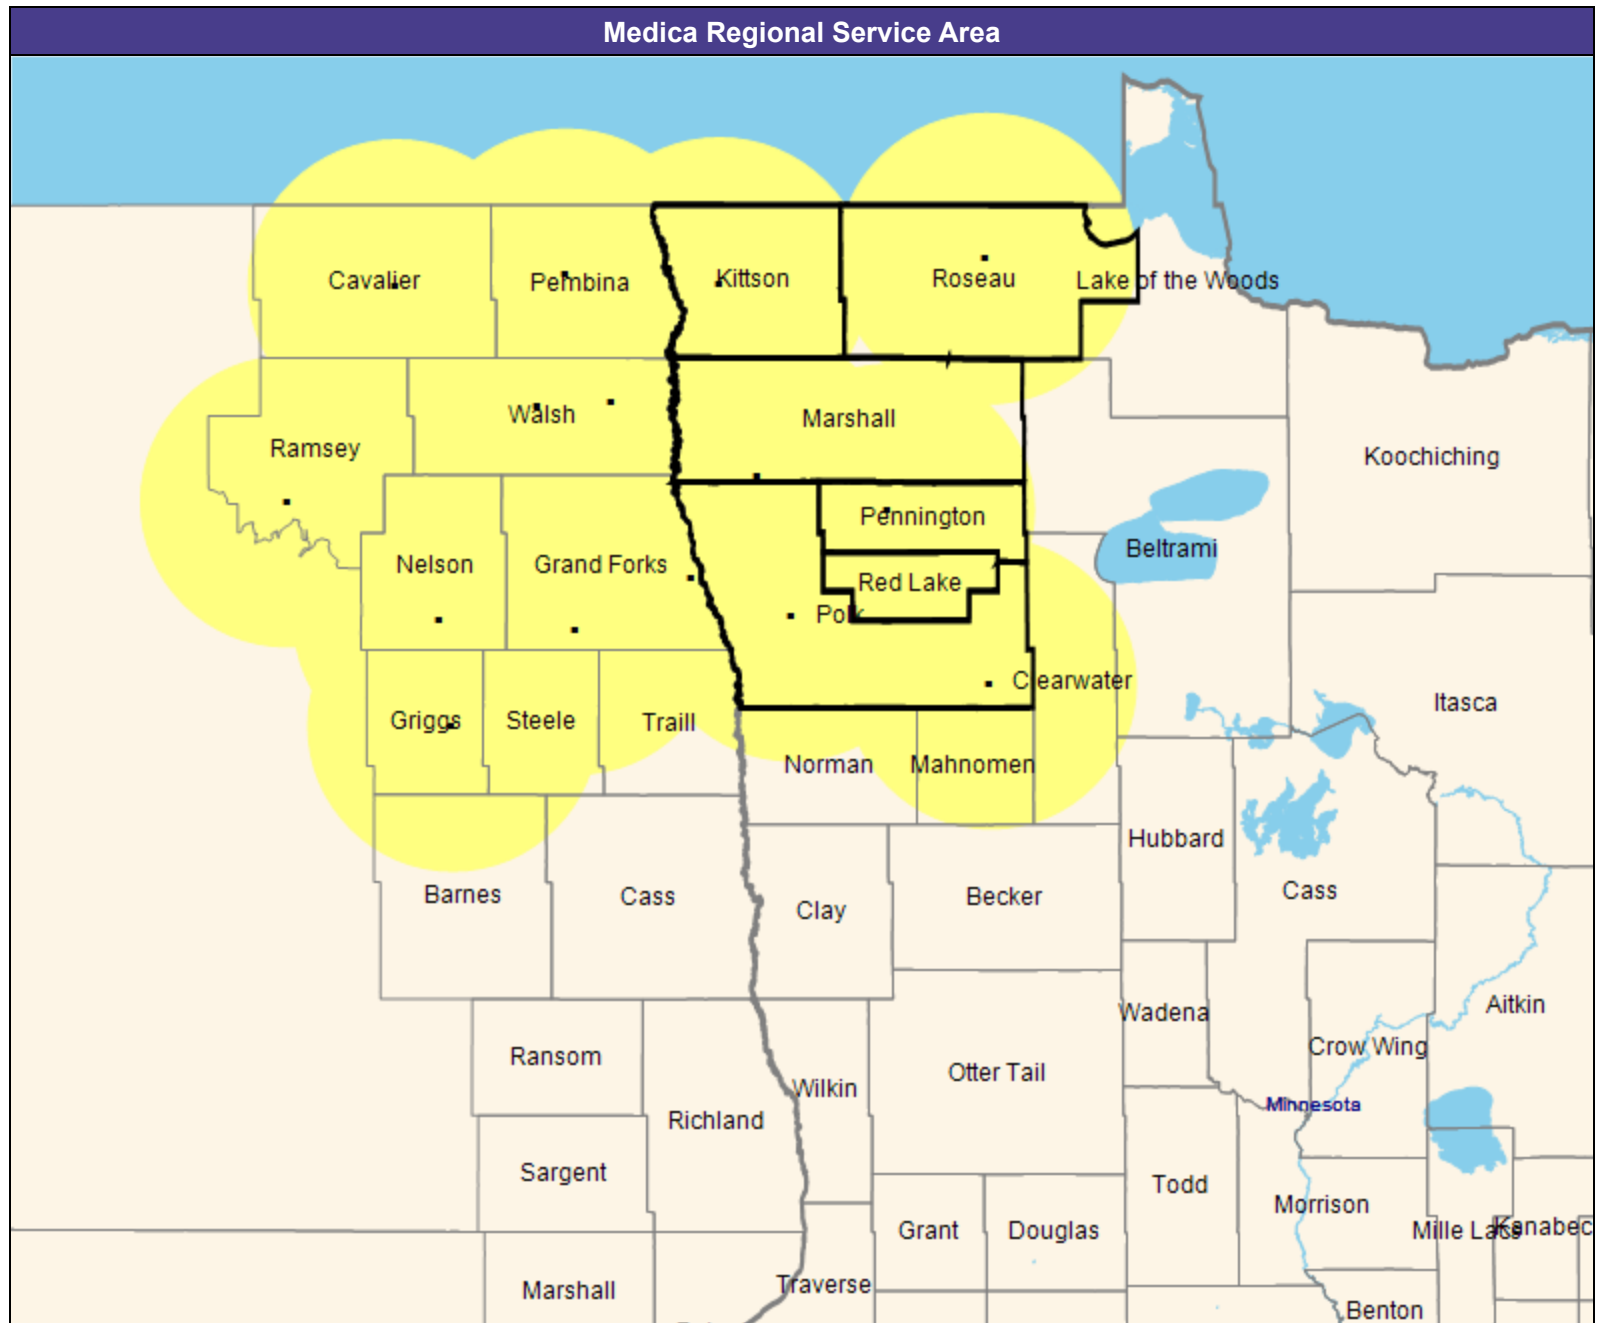 Medica Regional Service Area
Cavalier
Pembina
Kittson
Roseau
Lake of the Woods
Walsh
Marshall
Ramsey
Koochiching
Pennington
Beltrami
Nelson
Grand Forks
Red Lake
Polk
Clearwater
Itasca
Griggs
Steele
Traill
Norman
Mahnomen
Hubbard
Cass
Barnes
Cass
Clay
Becker
Wadena
Aitkin
Crow Wing
Ransom
Otter Tail
Wilkin
Minnesota
Richland
Sargent
Todd
Morrison
Grant
Douglas
Mille Lacs
Kanabec
Marshall
Traverse
Benton